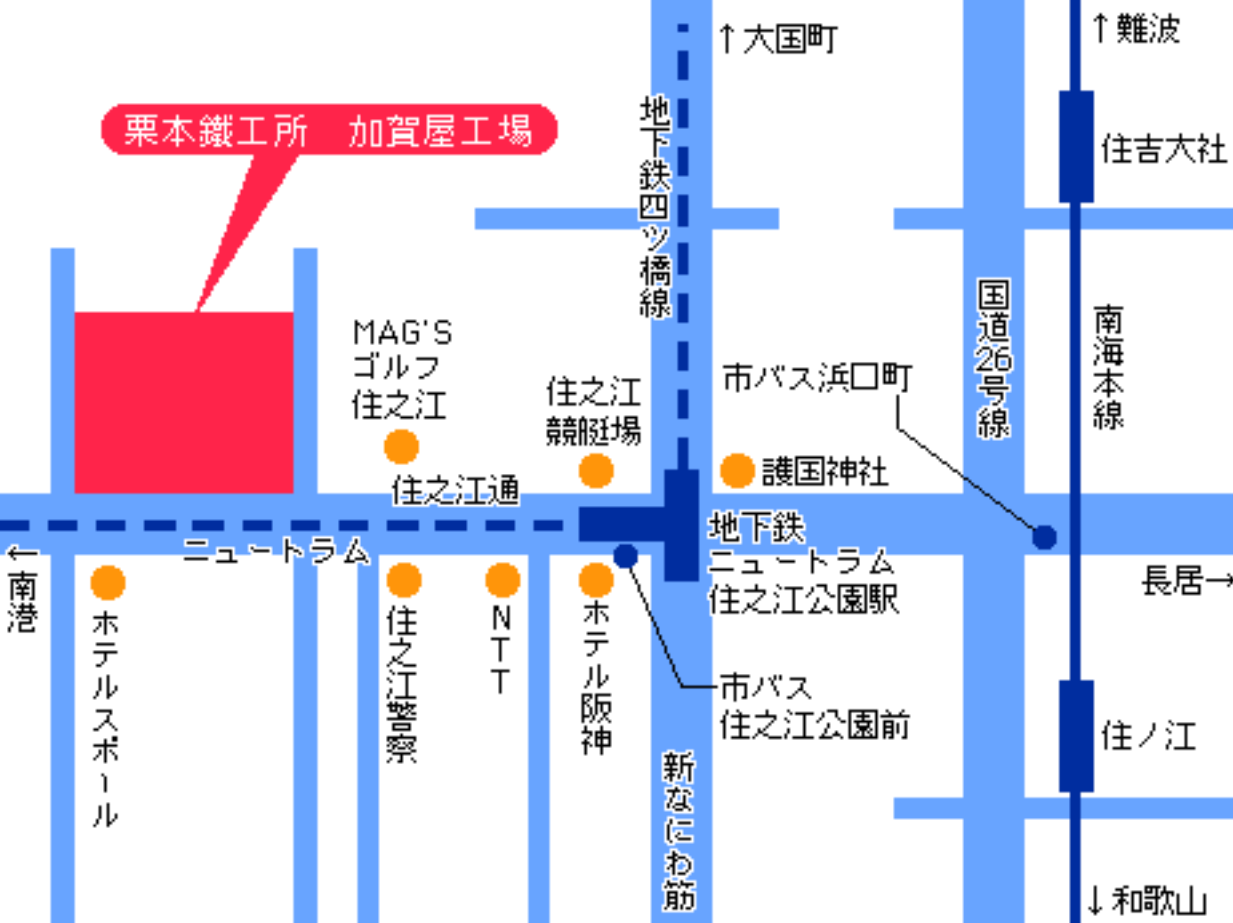 ↑大国町
↑難波
栗本鐵工所　加賀屋工場
地下鉄四ツ橋線
住吉大社
国道26号線
南海本線
MAG'S
ゴルフ
住之江
住之江
競艇場
市バス浜口町
護国神社
住之江通
地下鉄
ニュートラム
住之江公園駅
ニュートラム
←南港
長居→
ホテルスポール
住之江警察
NTT
ホテル阪神
市バス
住之江公園前
新なにわ筋
住ノ江
↓和歌山